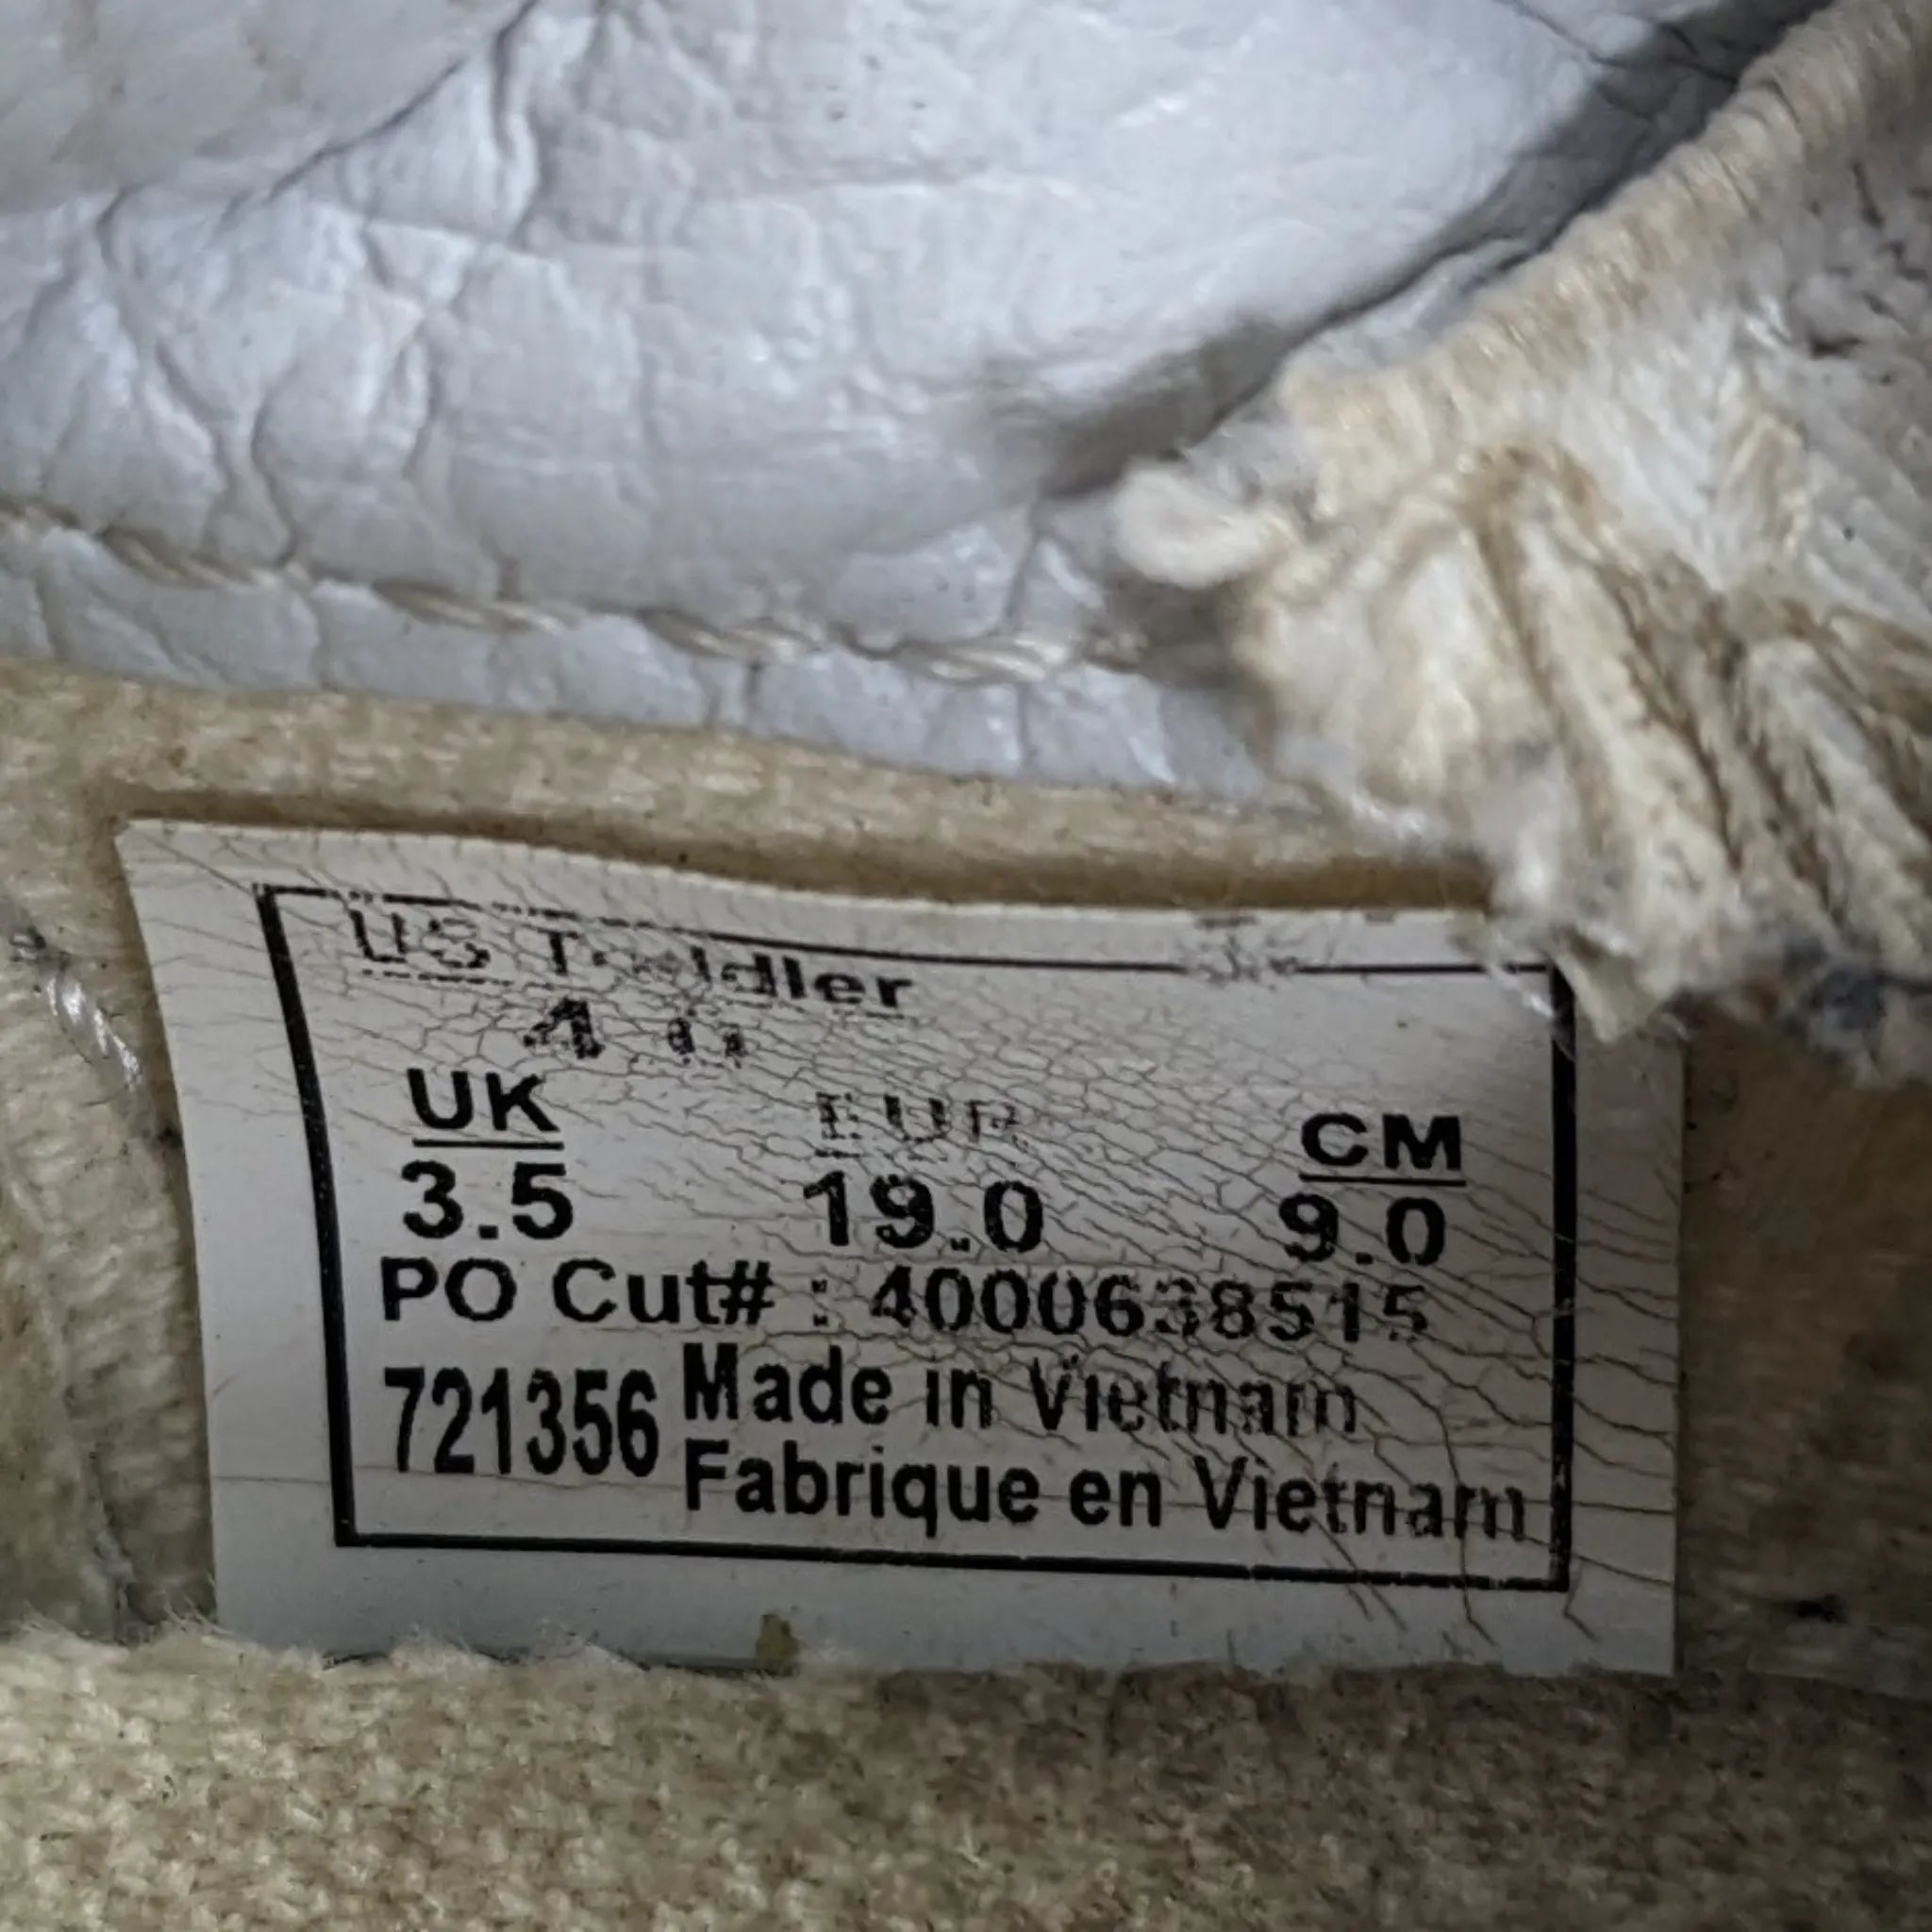 US Toddler
4.0
UK EUR CM
3.5 19.0 9.0
PO Cut# : 4000638515
721356 Made in Vietnam
Fabrique en Vietnam